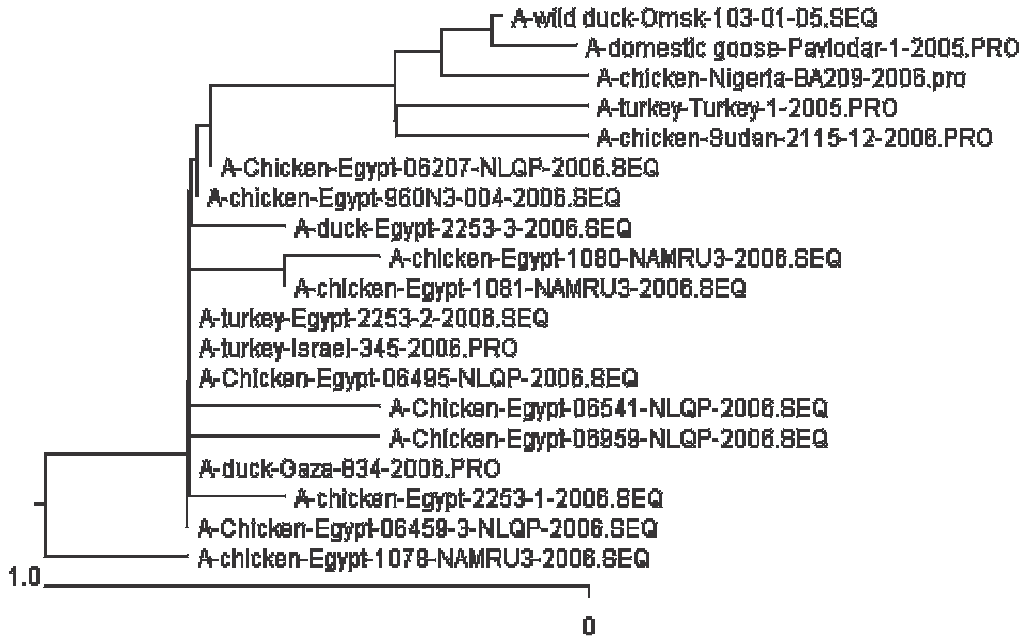 A-wild duck-Omsk-103-01-05.SEQ
A-domestic goose-Pavlodar-1-2005.PRO
A-chicken-Nigeria-BA209-2006.pro
A-turkey-Turkey-1-2005.PRO
A-chicken-Sudan-2115-12-2006.PRO
A-Chicken-Egypt-06207-NLQP-2006.SEQ
A-chicken-Egypt-960N3-004-2006.SEQ
A-duck-Egypt-2253-3-2006.SEQ
A-chicken-Egypt-1080-NAMRU3-2006.SEQ
A-chicken-Egypt-1081-NAMRU3-2006.SEQ
A-turkey-Egypt-2253-2-2006.SEQ
A-turkey-Israel-345-2006.PRO
A-Chicken-Egypt-06495-NLQP-2006.SEQ
A-Chicken-Egypt-06541-NLQP-2006.SEQ
A-Chicken-Egypt-06959-NLQP-2006.SEQ
A-duck-Gaza-834-2006.PRO
A-chicken-Egypt-2253-1-2006.SEQ
A-Chicken-Egypt-06459-3-NLQP-2006.SEQ
A-chicken-Egypt-1078-NAMRU3-2006.SEQ
1.0
0